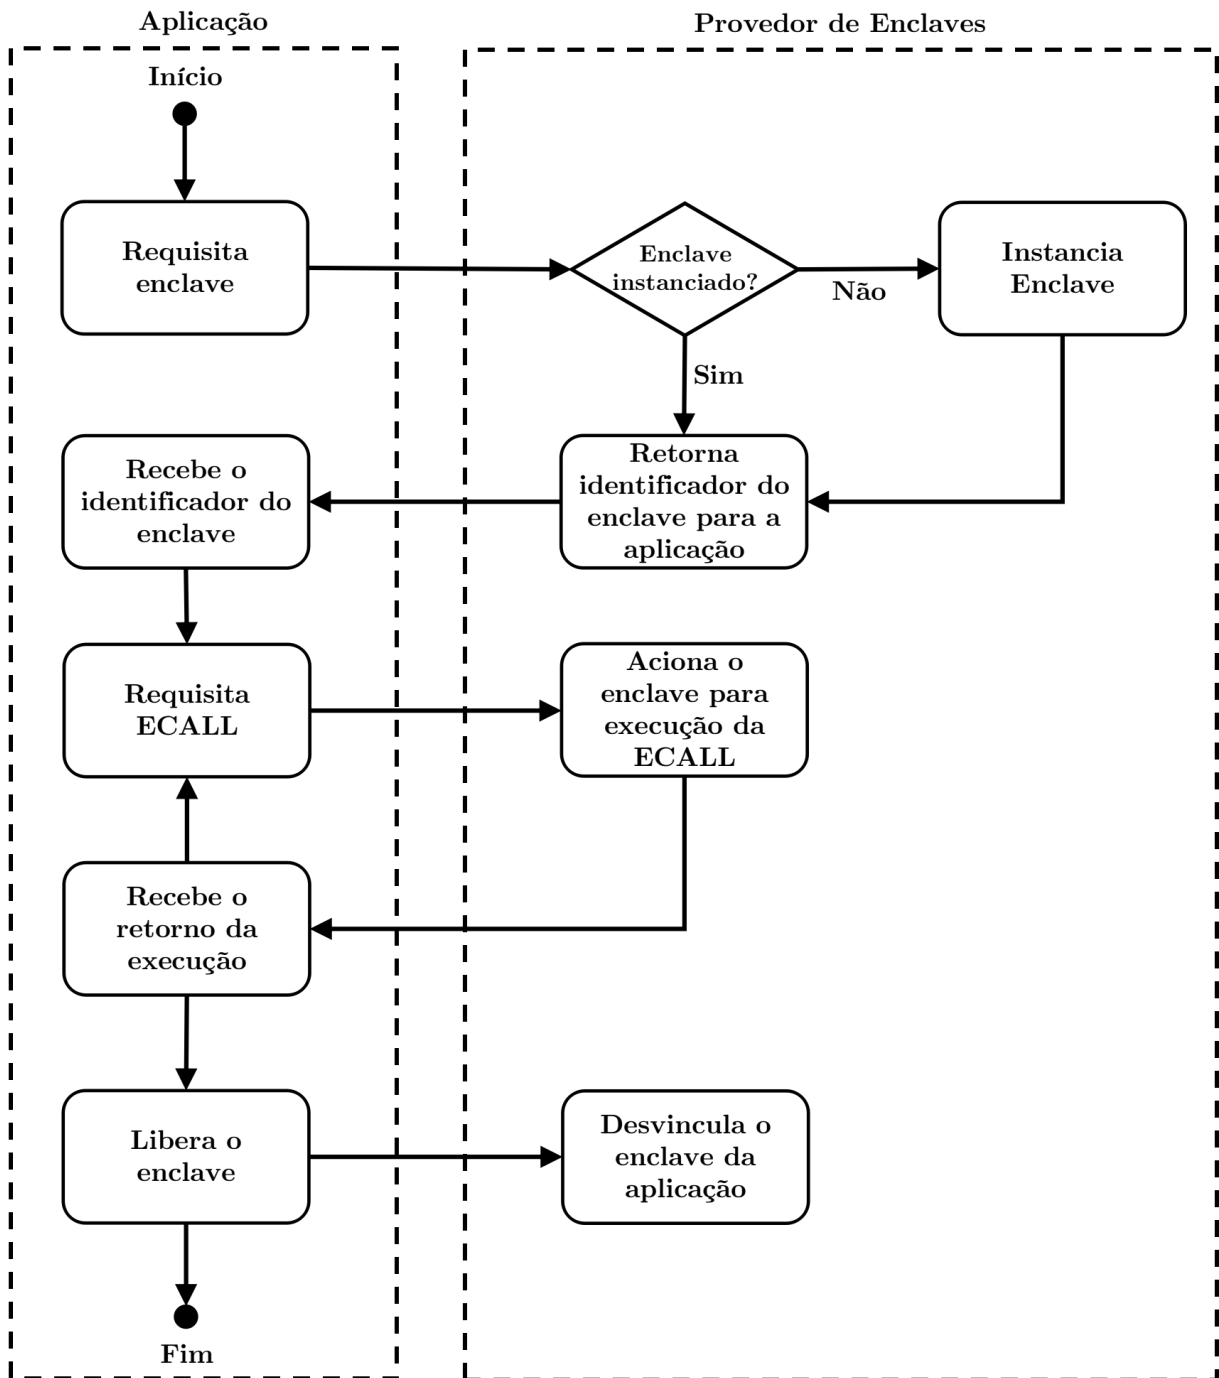 Aplicação
Provedor de Enclaves
Início
Requisita
enclave
Enclave
instanciado?
Não
Instancia
Enclave
Sim
Recebe o
identificador do
enclave
Retorna
identificador do
enclave para a
aplicação
Requisita
ECALL
Aciona o
enclave para
execução da
ECALL
Recebe o
retorno da
execução
Libera o
enclave
Desvincula o
enclave da
aplicação
Fim